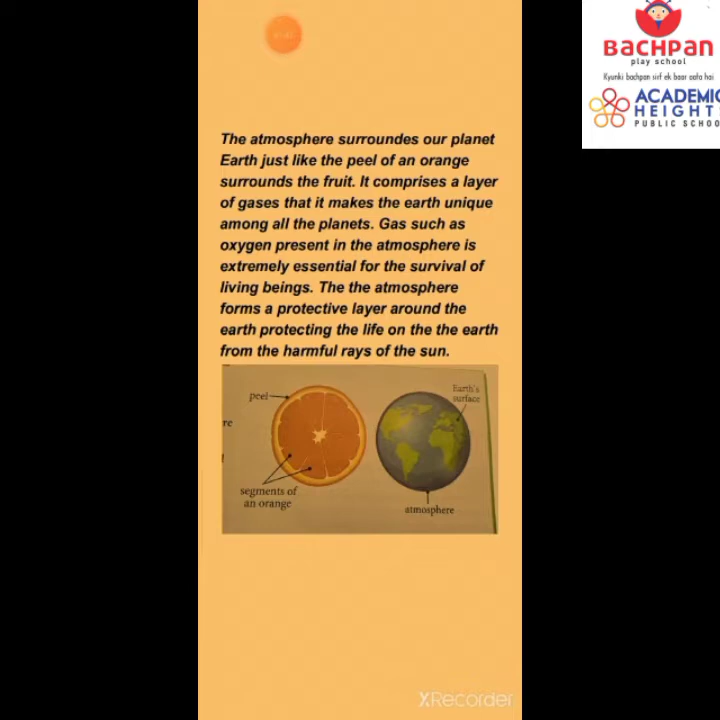 BACHPAN
play school
Kyunki bachpan sirf ek baar aata hai
ACADEMIC
HEIGHT
PUBLIC SCHOO
The atmosphere surroundes our planet
Earth just like the peel of an orange
surrounds the fruit. It comprises a layer
of gases that it makes the earth unique
among all the planets. Gas such as
oxygen present in the atmosphere is
extremely essential for the survival of
living beings. The the atmosphere
forms a protective layer around the
earth protecting the life on the the earth
from the harmful rays of the sun.
peel
Earth's
surface
re
segments of
an orange
atmosphere
XRecorder